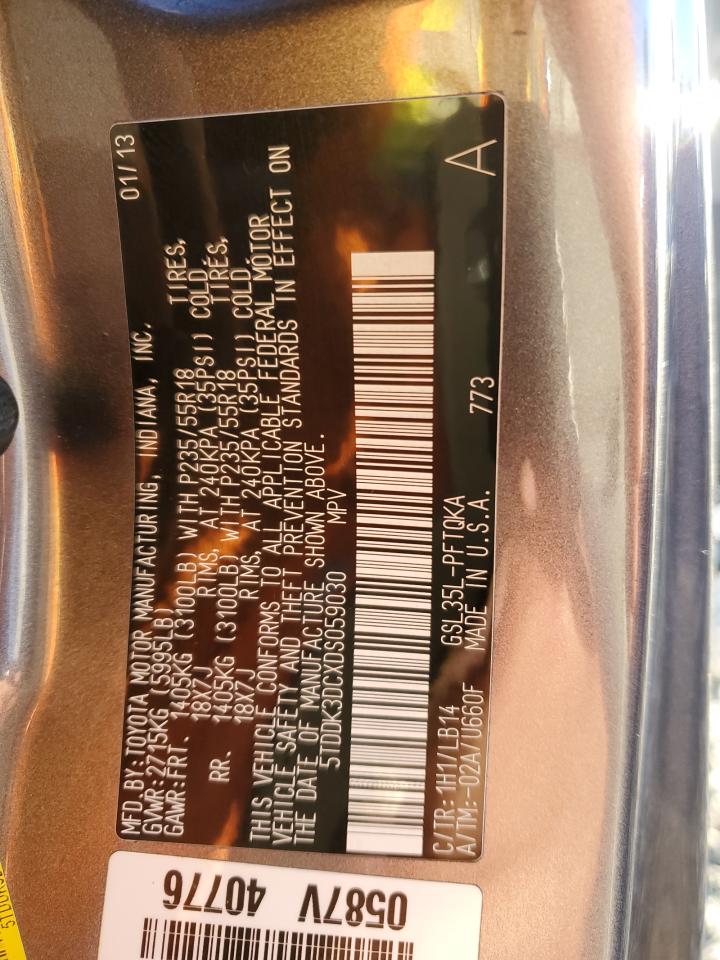 MFD. BY: TOYOTA MOTOR MANUFACTURING, INDIANA, INC. 01/13
GVWR: 2715KG (5995LB)
GAWR: FRT. 1405KG (3100LB) WITH P235/55R18 TIRES,
18X7J RIMS, AT 240KPA (35PSI) COLD.
RR. 1405KG (3100LB) WITH P235/55R18 TIRES,
18X7J RIMS, AT 240KPA (35PSI) COLD.
THIS VEHICLE CONFORMS TO ALL APPLICABLE FEDERAL MOTOR
VEHICLE SAFETY AND THEFT PREVENTION STANDARDS IN EFFECT ON
THE DATE OF MANUFACTURE SHOWN ABOVE.
5TDDK3DCXDS059030 MPV
C/TR: 1H1/LB14 GSL35L-PFTQKA A
A/TM: -02A/U660F MADE IN U.S.A. 773
0587V
40776